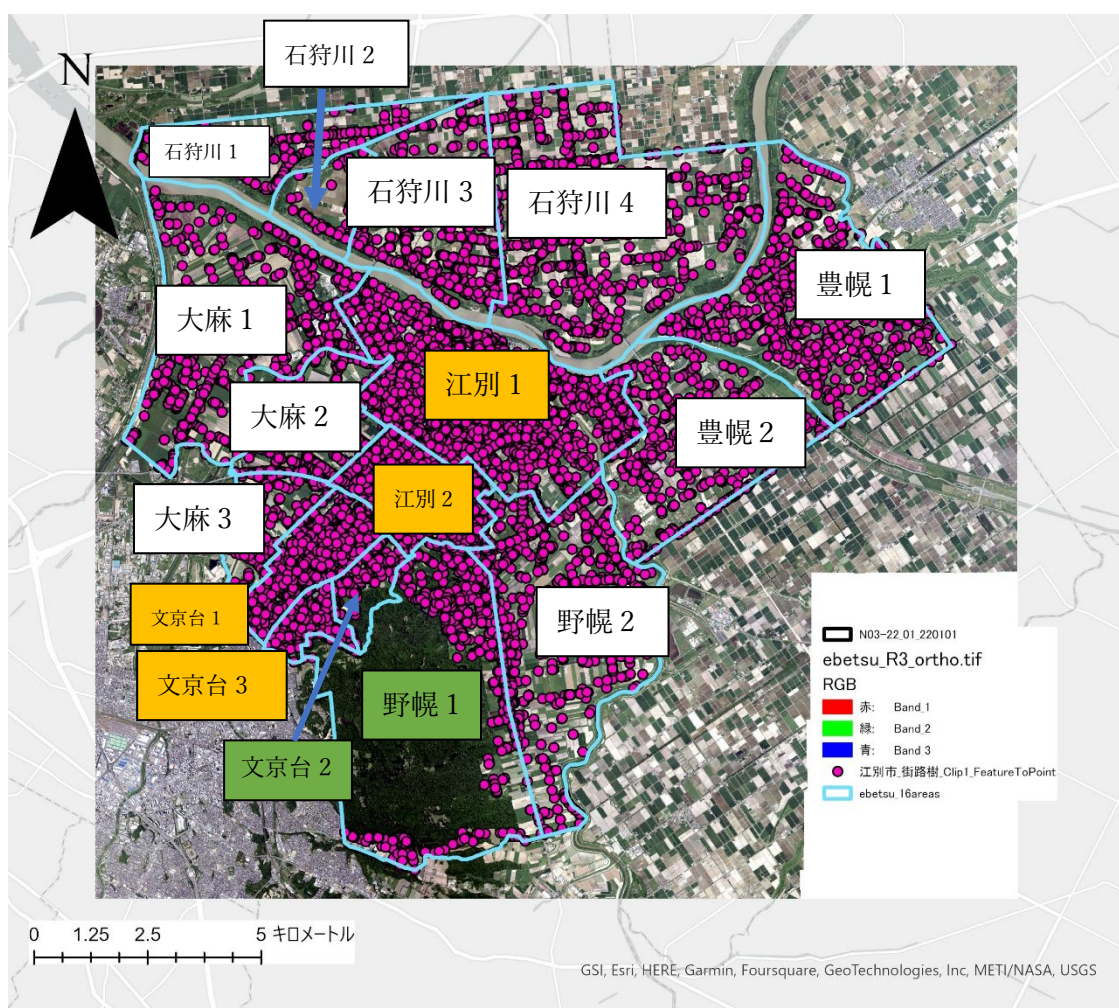 石狩川 2
N
石狩川 1
石狩川 3
石狩川 4
豊幌 1
大麻 1
江別 1
大麻 2
豊幌 2
江別 2
大麻 3
文京台 1
野幌 2
文京台 3
野幌 1
文京台 2
N03-22_01_220101
ebetsu_R3_ortho.tif
RGB
赤: Band_1
緑: Band_2
青: Band_3
江別市_街路樹_Clip1_FeatureToPoint
ebetsu_16areas
0 1.25 2.5 5 キロメートル
GSI, Esri, HERE, Garmin, Foursquare, GeoTechnologies, Inc, METI/NASA, USGS